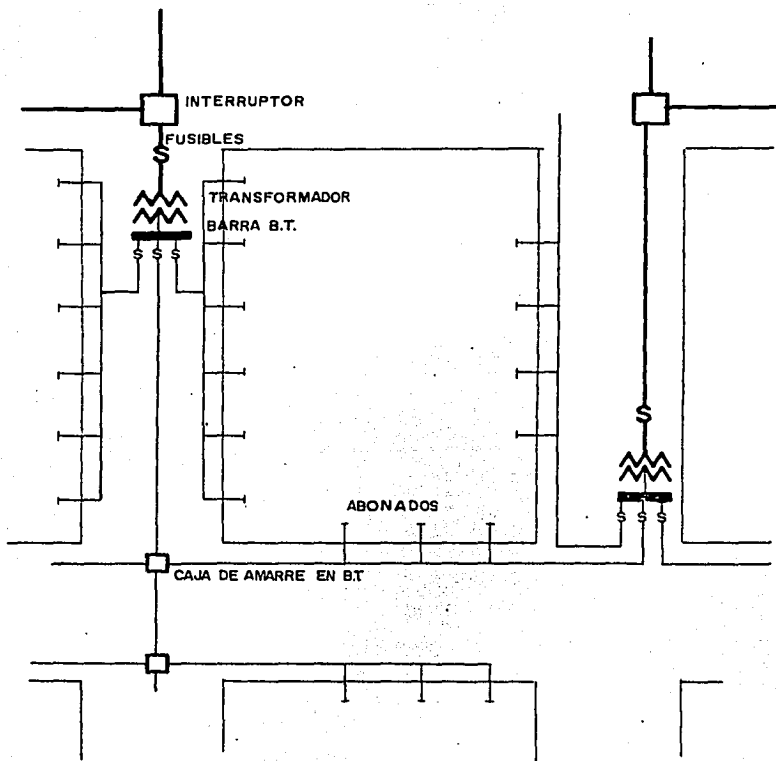 INTERRUPTOR
FUSIBLES
S
TRANSFORMADOR
BARRA B.T.
S S S
S
S S S
ABONADOS
CAJA DE AMARRE EN B.T